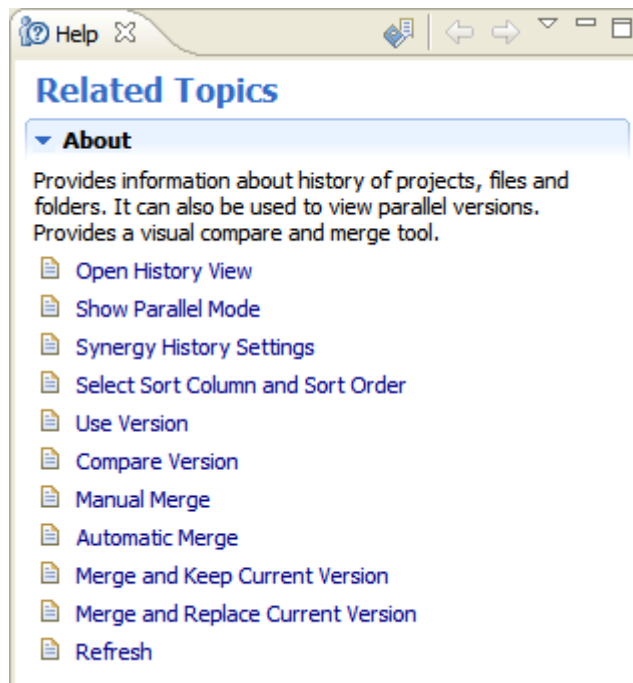 Help
Related Topics
About
Provides information about history of projects, files and
folders. It can also be used to view parallel versions.
Provides a visual compare and merge tool.
Open History View
Show Parallel Mode
Synergy History Settings
Select Sort Column and Sort Order
Use Version
Compare Version
Manual Merge
Automatic Merge
Merge and Keep Current Version
Merge and Replace Current Version
Refresh